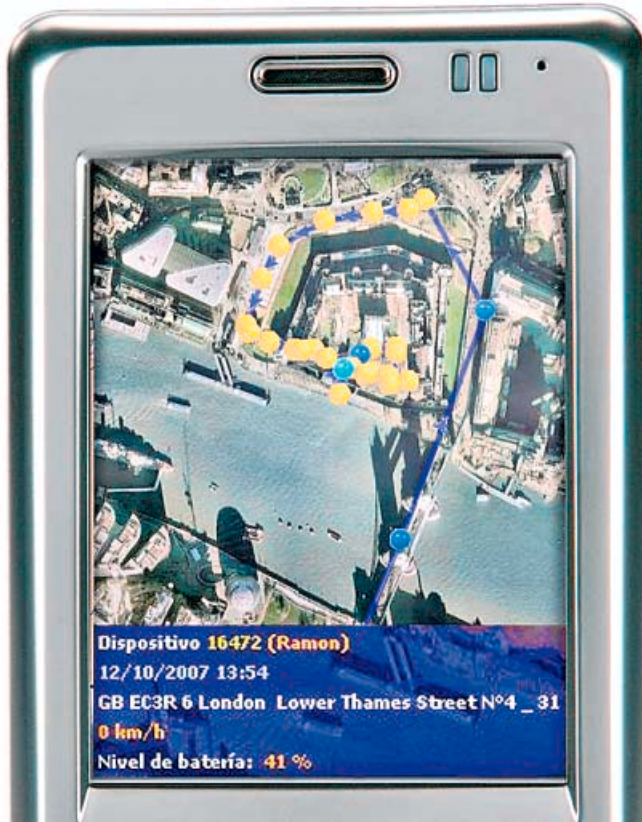 Dispositivo 16472 (Ramon)
12/10/2007 13:54
GB EC3R 6 London Lower Thames Street Nº4 _ 31
0 km/h
Nivel de batería: 41 %